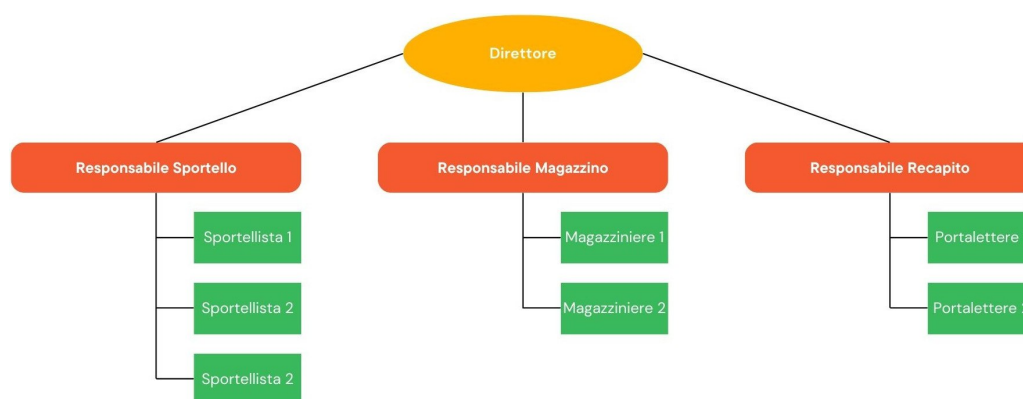 Direttore
Responsabile Sportello
Responsabile Magazzino
Responsabile Recapito
Sportellista 1
Magazziniere 1
Portalettere
Sportellista 2
Magazziniere 2
Portalettere
Sportellista 2